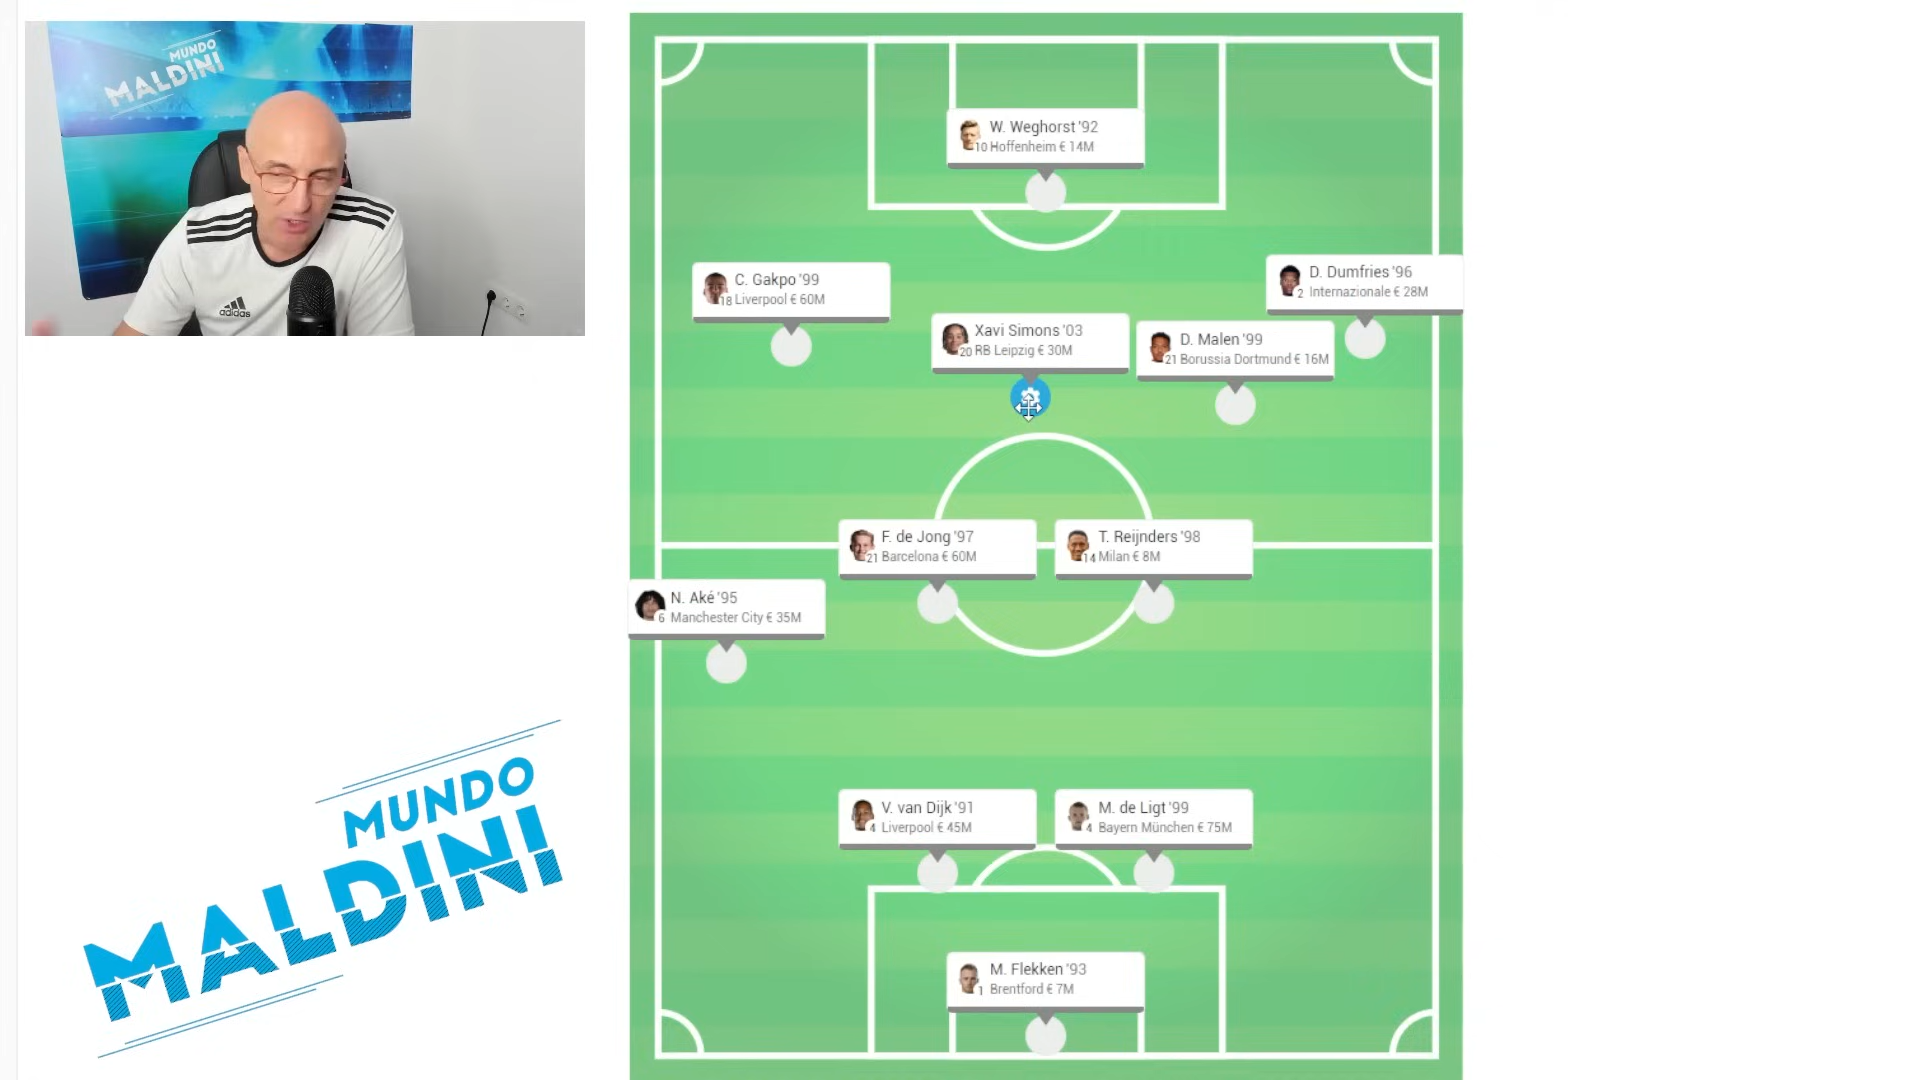 MUNDO
MALDINI
adidas
W. Weghorst '92
10 Hoffenheim € 14M
C. Gakpo '99
18 Liverpool € 60M
D. Dumfries '96
2 Internazionale € 28M
Xavi Simons '03
20 RB Leipzig € 30M
D. Malen '99
21 Borussia Dortmund € 16M
F. de Jong '97
21 Barcelona € 60M
T. Reijnders '98
14 Milan € 8M
N. Aké '95
6 Manchester City € 35M
V. van Dijk '91
4 Liverpool € 45M
M. de Ligt '99
4 Bayern München € 75M
M. Flekken '93
1 Brentford € 7M
MUNDO
MALDINI